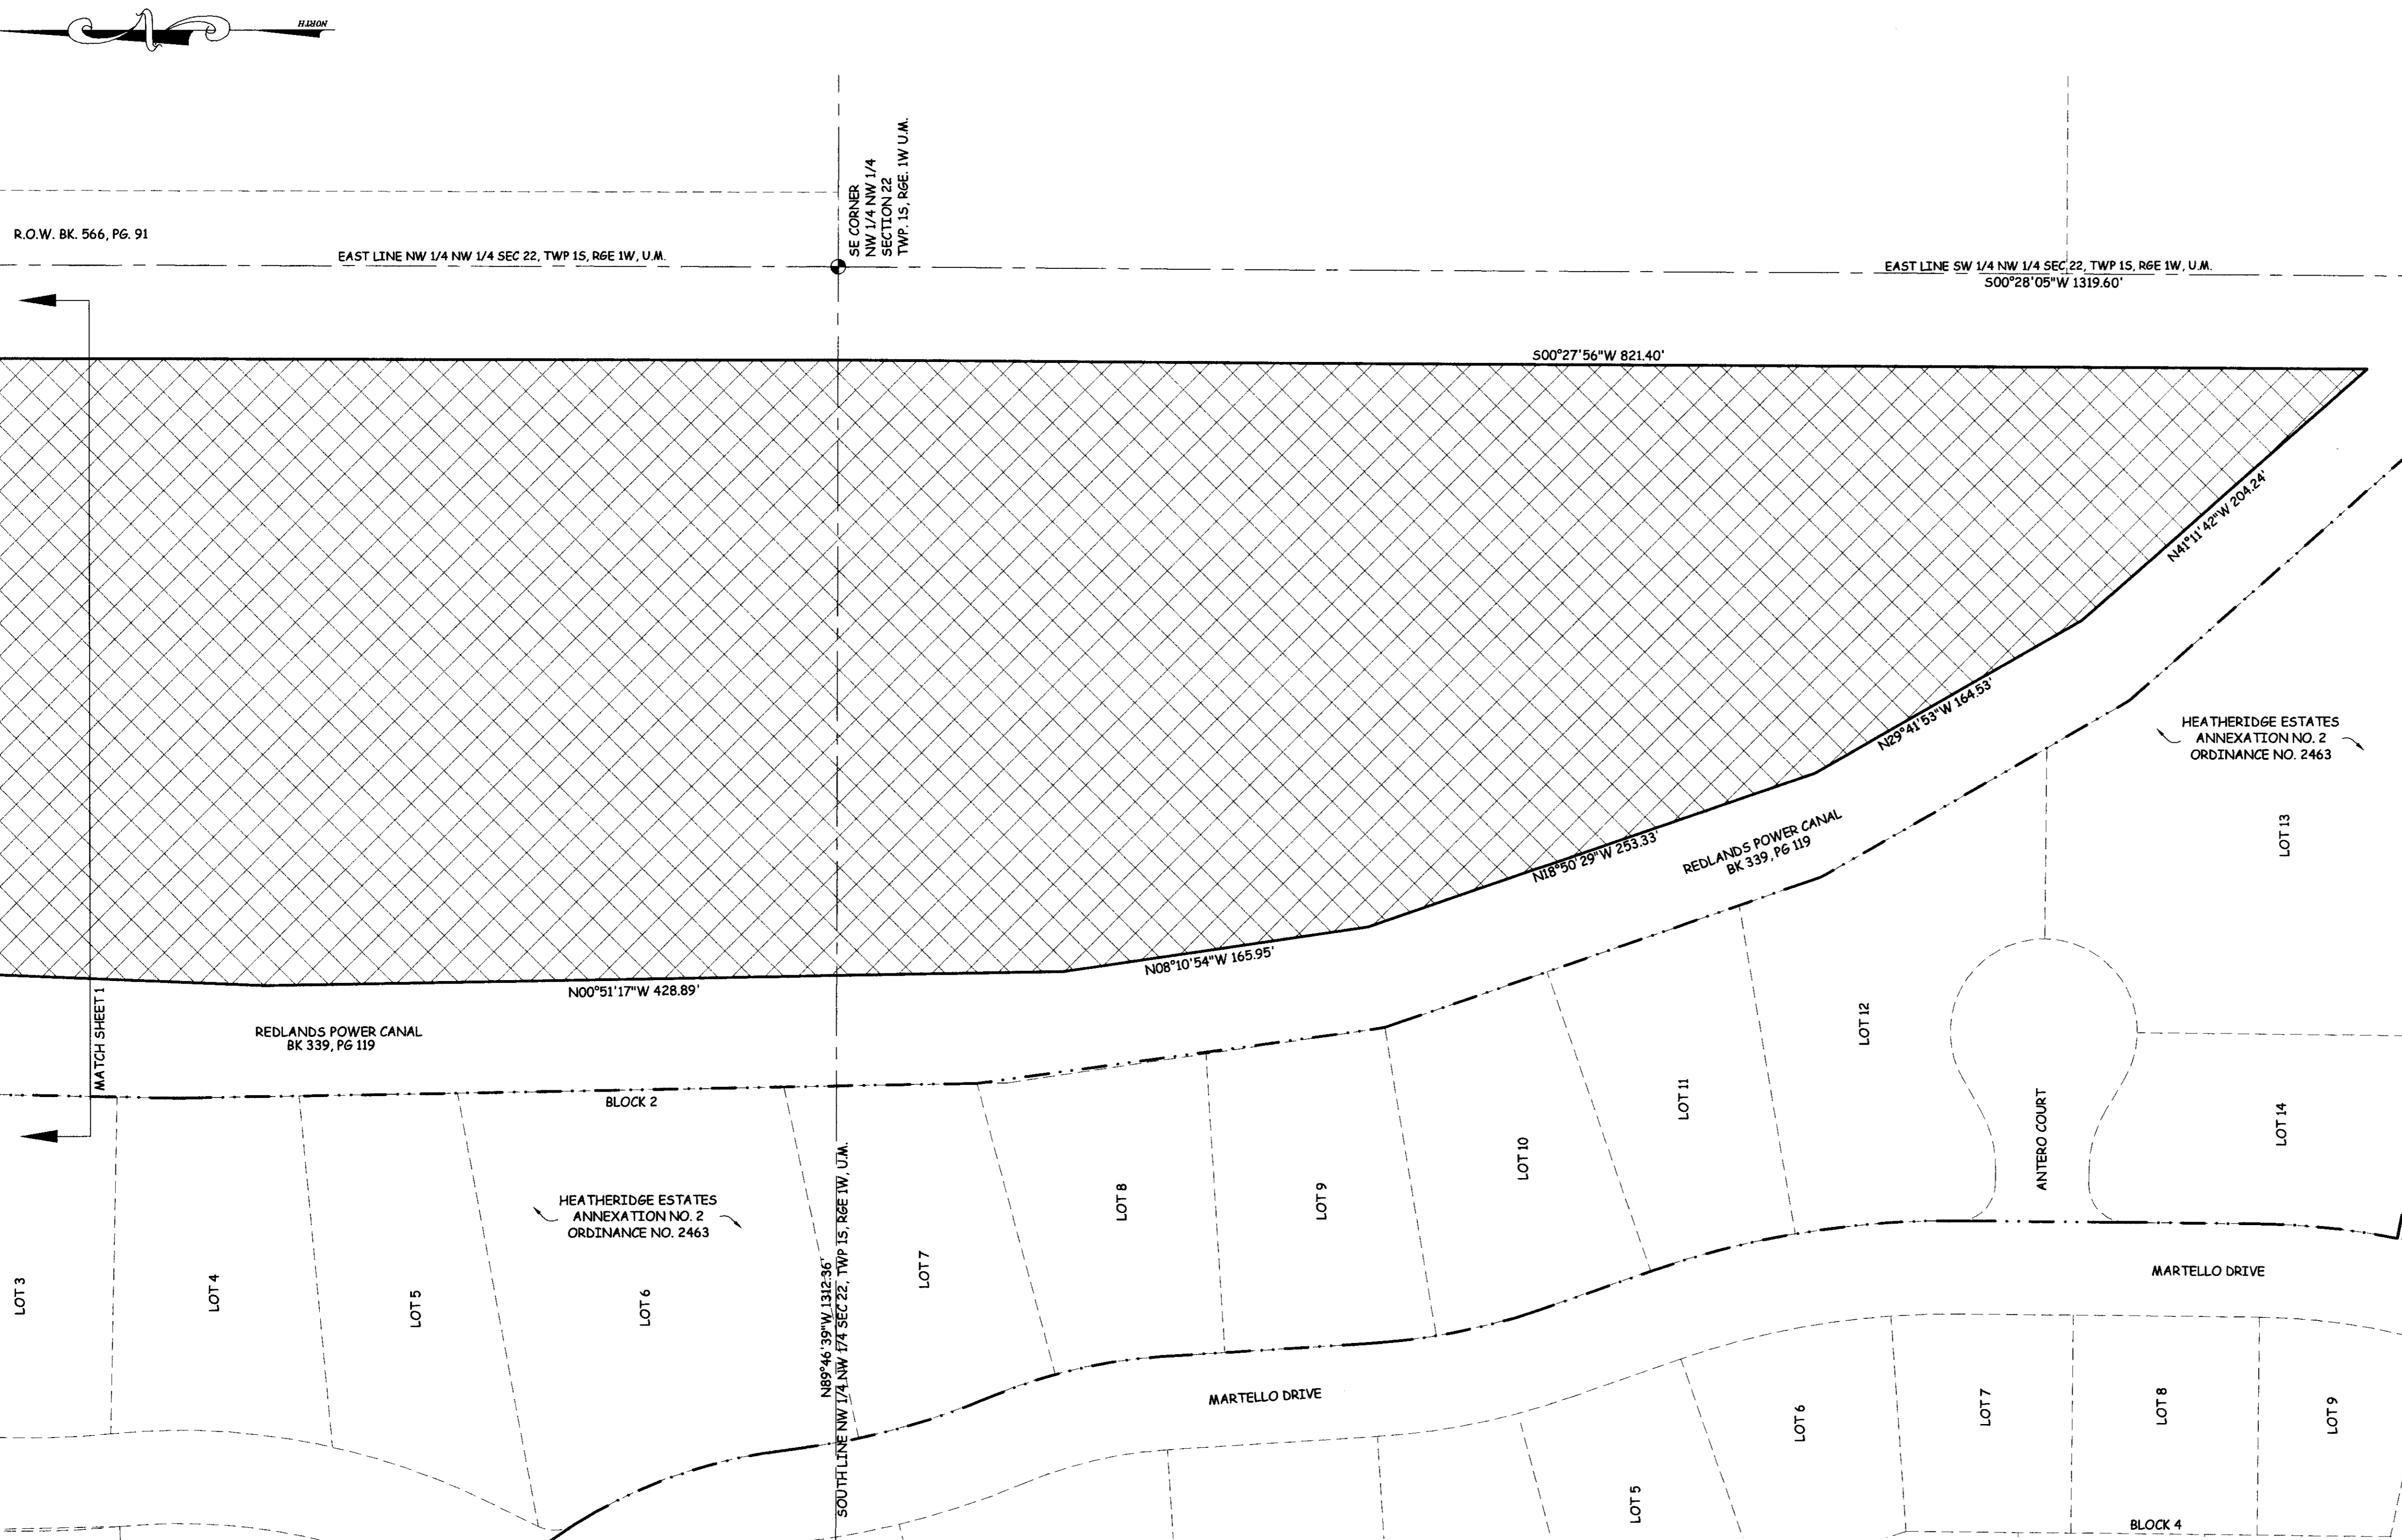 NORTH
SE CORNER
NW 1/4 NW 1/4
SECTION 22
TWP. 1S, RGE. 1W U.M.
R.O.W. BK. 566, PG. 91
EAST LINE NW 1/4 NW 1/4 SEC 22, TWP 1S, RGE 1W, U.M.
EAST LINE SW 1/4 NW 1/4 SEC 22, TWP 1S, RGE 1W, U.M.
S00°28'05"W 1319.60'
S00°27'56"W 821.40'
N41°11'42"W 204.24'
N29°41'53"W 164.53'
HEATHERIDGE ESTATES
ANNEXATION NO. 2
ORDINANCE NO. 2463
LOT 13
N18°50'29"W 253.33'
REDLANDS POWER CANAL
BK 339, PG 119
N08°10'54"W 165.95'
N00°51'17"W 428.89'
MATCH SHEET 1
REDLANDS POWER CANAL
BK 339, PG 119
BLOCK 2
LOT 12
LOT 11
LOT 10
ANTERO COURT
LOT 14
HEATHERIDGE ESTATES
ANNEXATION NO. 2
ORDINANCE NO. 2463
LOT 3
LOT 4
LOT 5
LOT 6
N89°46'39"W 1312.36'
SOUTH LINE NW 1/4 NW 1/4 SEC 22, TWP 1S, RGE 1W, U.M.
LOT 7
LOT 8
LOT 9
MARTELLO DRIVE
MARTELLO DRIVE
LOT 5
LOT 6
LOT 7
LOT 8
LOT 9
BLOCK 4